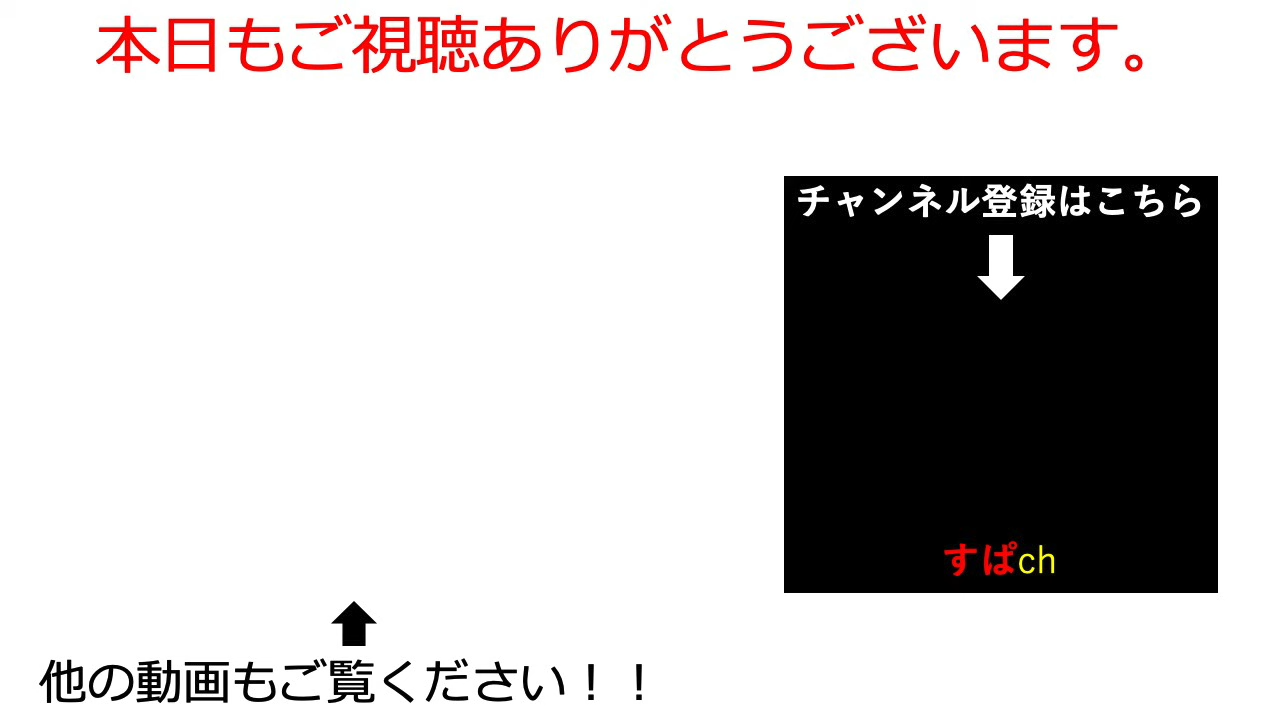 本日もご視聴ありがとうございます。
チャンネル登録はこちら
すぱch
他の動画もご覧ください！！